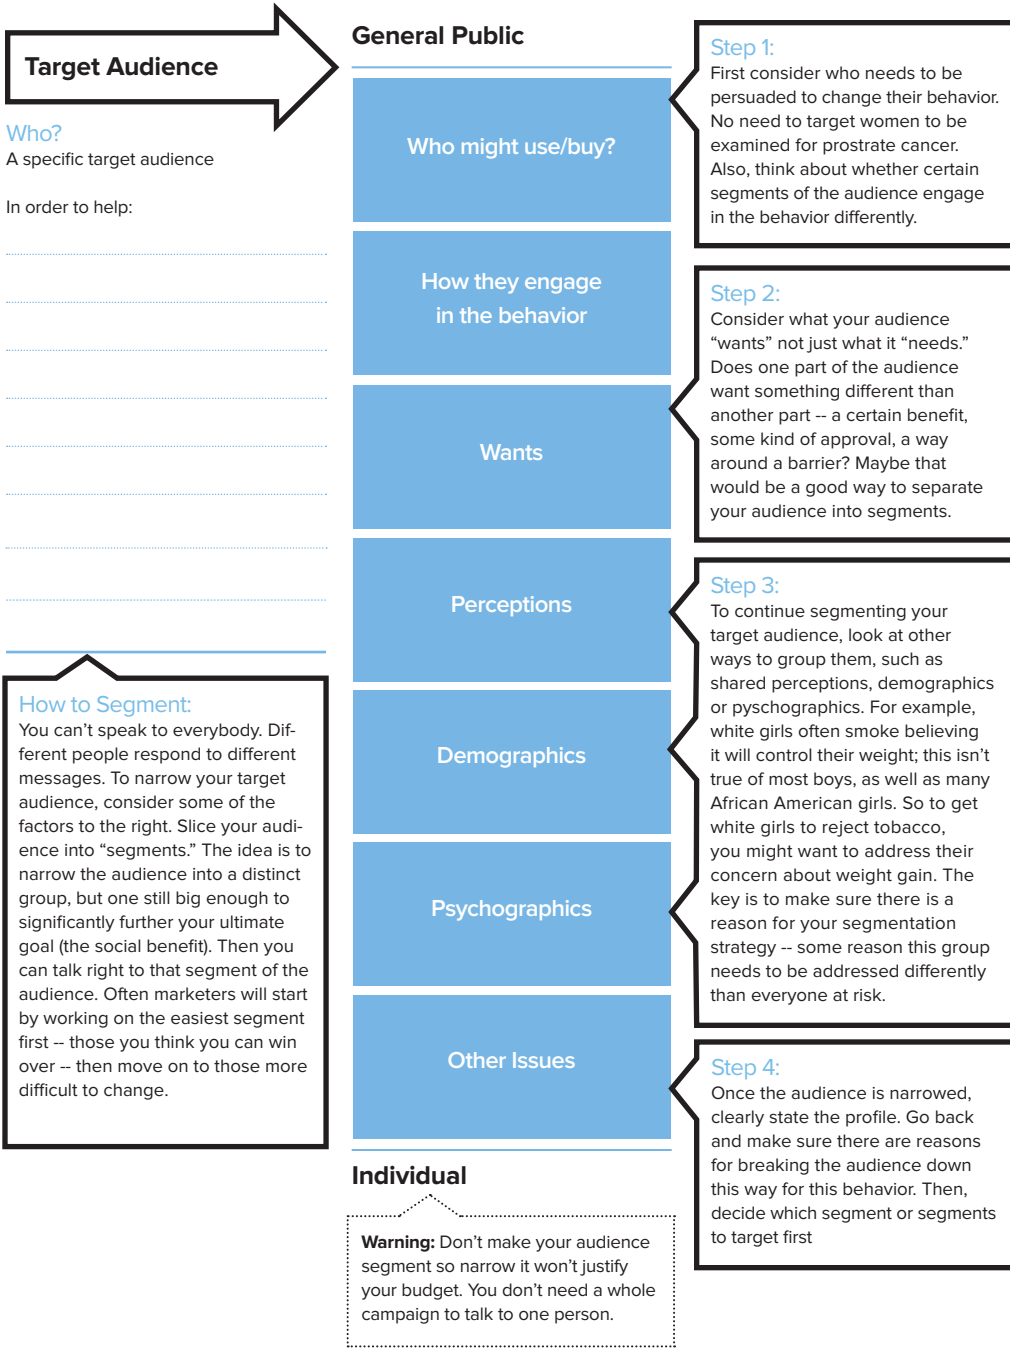 Target Audience
Who?
A specific target audience
In order to help:
How to Segment:
You can’t speak to everybody. Dif-
ferent people respond to different
messages. To narrow your target
audience, consider some of the
factors to the right. Slice your audi-
ence into “segments.” The idea is to
narrow the audience into a distinct
group, but one still big enough to
significantly further your ultimate
goal (the social benefit). Then you
can talk right to that segment of the
audience. Often marketers will start
by working on the easiest segment
first -- those you think you can win
over -- then move on to those more
difficult to change.
General Public
Who might use/buy?
How they engage
in the behavior
Wants
Perceptions
Demographics
Psychographics
Other Issues
Individual
Warning: Don’t make your audience
segment so narrow it won’t justify
your budget. You don’t need a whole
campaign to talk to one person.
Step 1:
First consider who needs to be
persuaded to change their behavior.
No need to target women to be
examined for prostrate cancer.
Also, think about whether certain
segments of the audience engage
in the behavior differently.
Step 2:
Consider what your audience
“wants” not just what it “needs.”
Does one part of the audience
want something different than
another part -- a certain benefit,
some kind of approval, a way
around a barrier? Maybe that
would be a good way to separate
your audience into segments.
Step 3:
To continue segmenting your
target audience, look at other
ways to group them, such as
shared perceptions, demographics
or pyschographics. For example,
white girls often smoke believing
it will control their weight; this isn’t
true of most boys, as well as many
African American girls. So to get
white girls to reject tobacco,
you might want to address their
concern about weight gain. The
key is to make sure there is a
reason for your segmentation
strategy -- some reason this group
needs to be addressed differently
than everyone at risk.
Step 4:
Once the audience is narrowed,
clearly state the profile. Go back
and make sure there are reasons
for breaking the audience down
this way for this behavior. Then,
decide which segment or segments
to target first